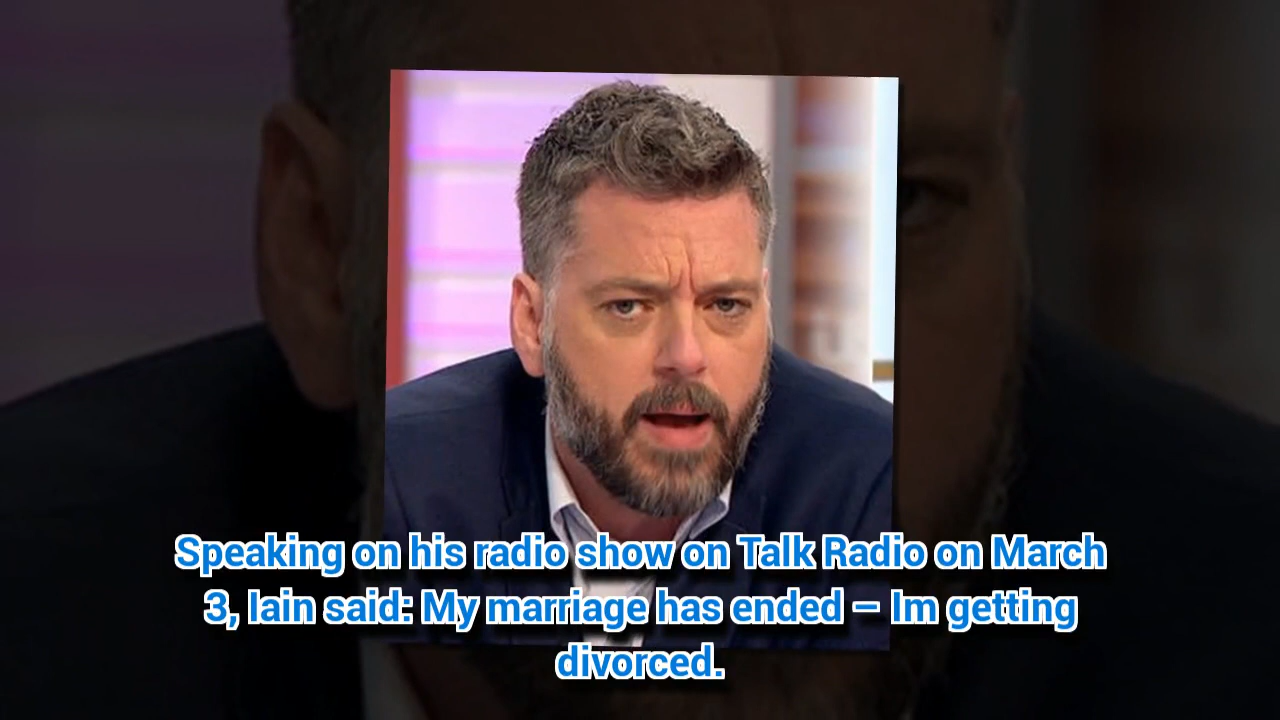 Speaking on his radio show on Talk Radio on March
3, Iain said: My marriage has ended – Im getting
divorced.